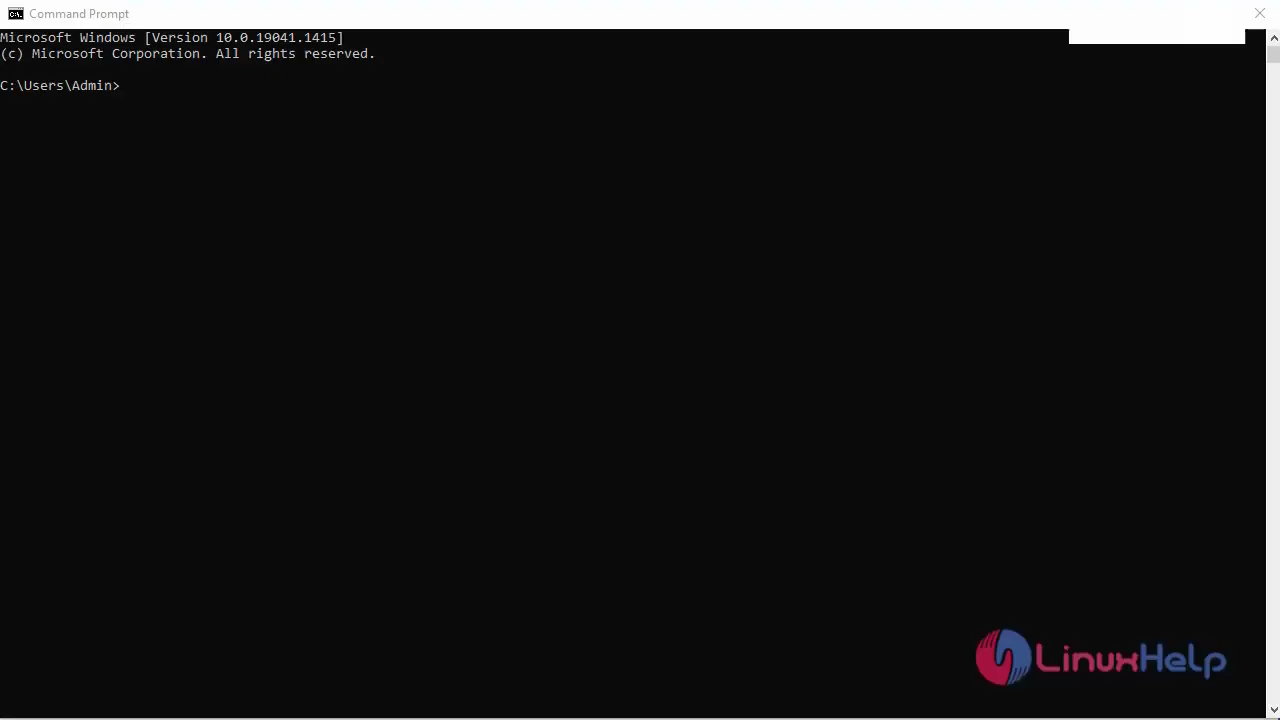 Command Prompt
Microsoft Windows [Version 10.0.19041.1415]
(c) Microsoft Corporation. All rights reserved.
C:\Users\Admin>
LinuxHelp